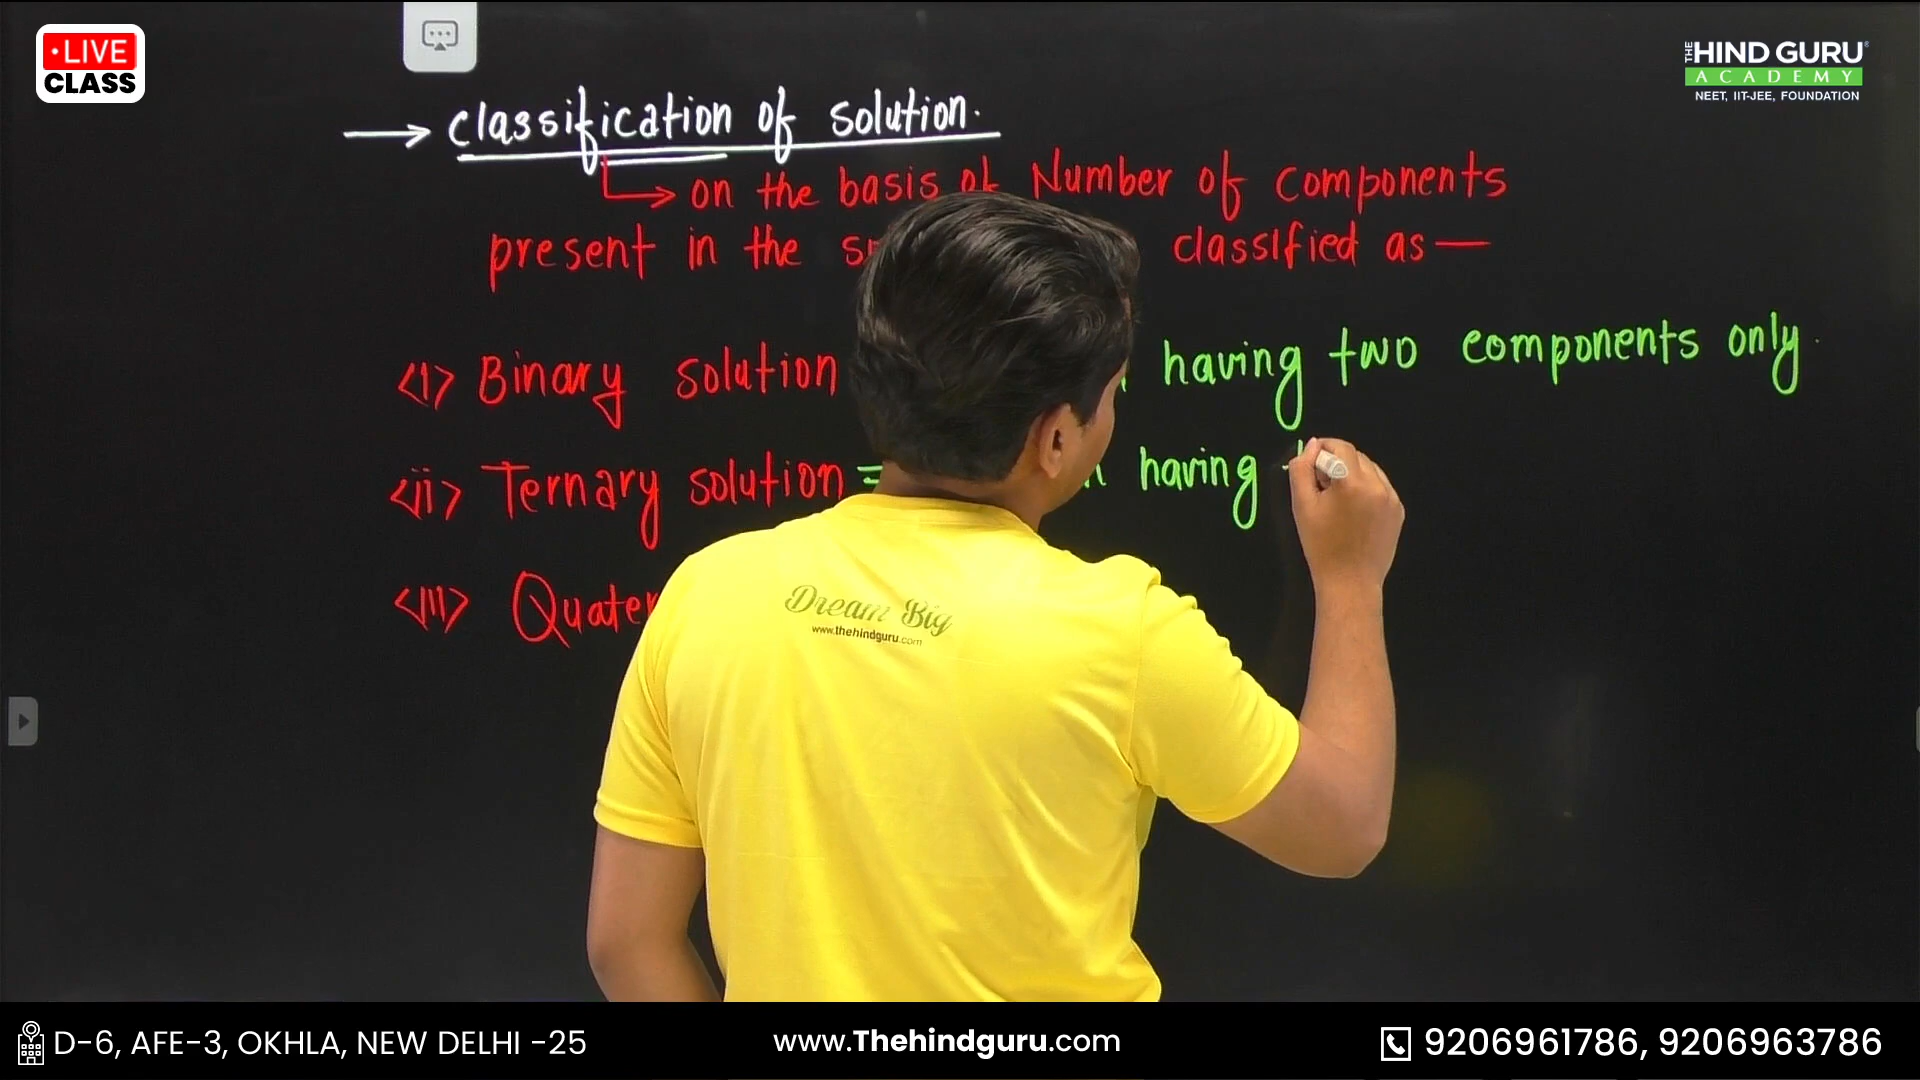 LIVE
CLASS
THE HIND GURU
ACADEMY
NEET, IIT-JEE, FOUNDATION
classification of solution.
on the basis of Number of components
present in the classified as —
<i> Binary solution having two components only.
<ii> Ternary solution = having
<iii>
Dream Big
www.thehindguru.com
D-6, AFE-3, OKHLA, NEW DELHI -25
www.Thehindguru.com
9206961786, 9206963786